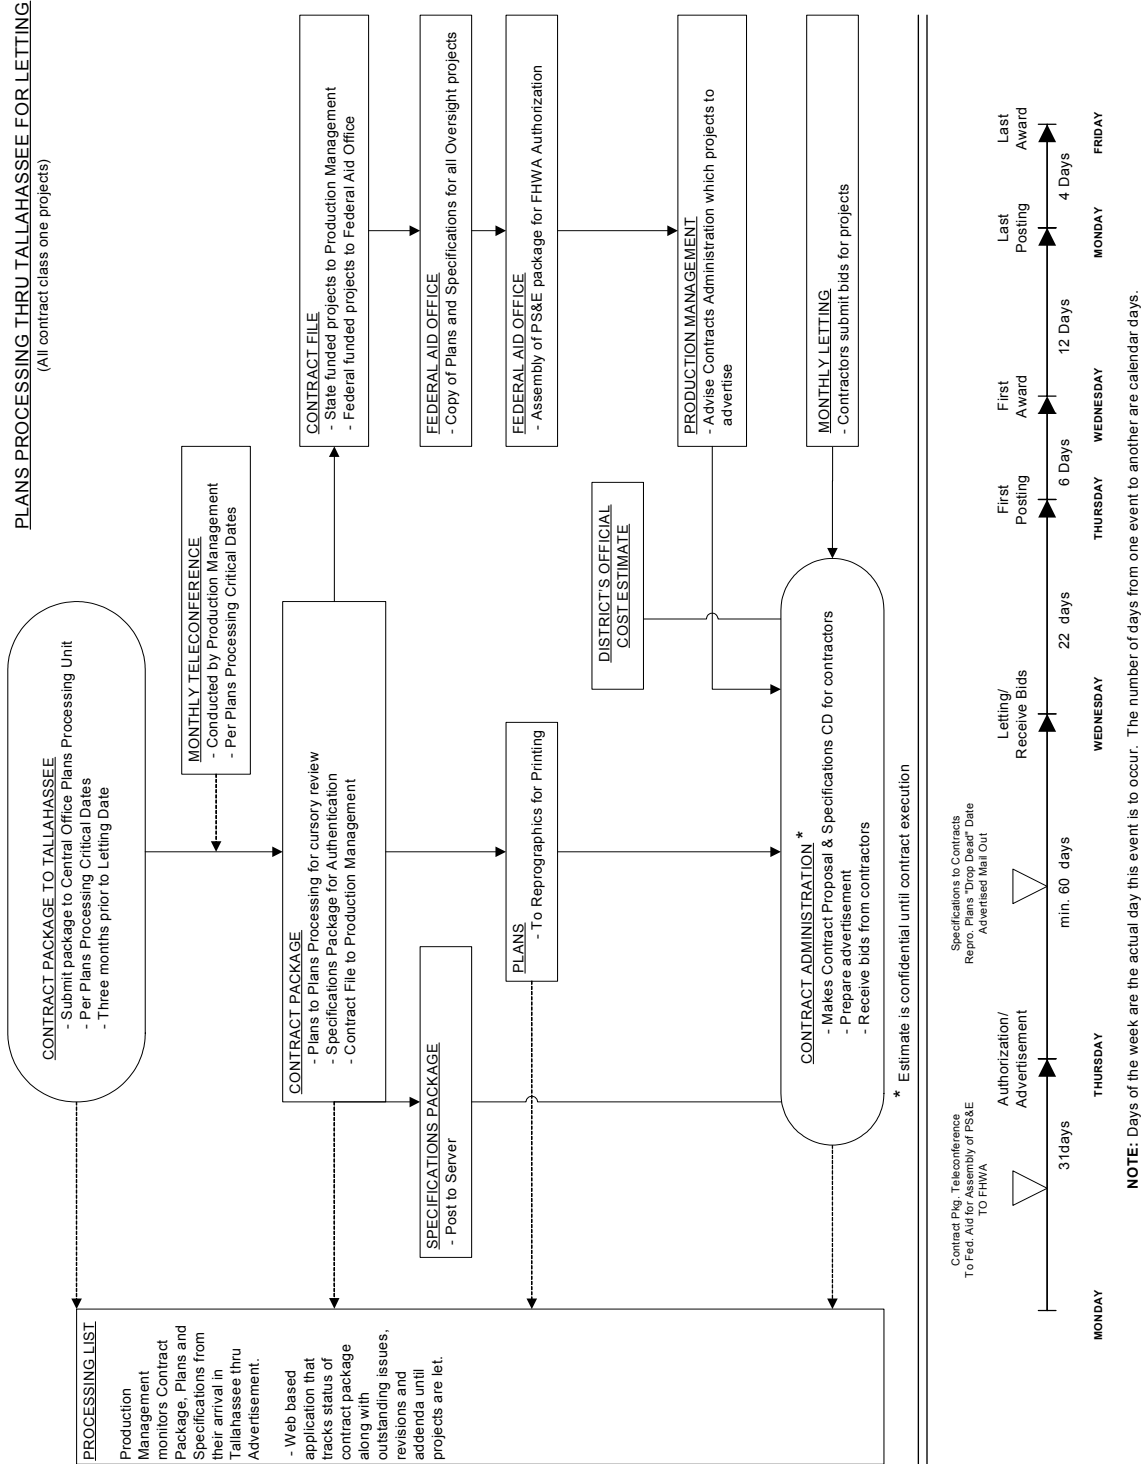 PLANS PROCESSING THRU TALLAHASSEE FOR LETTING
(All contract class one projects)
CONTRACT PACKAGE TO TALLAHASSEE
- Submit package to Central Office Plans Processing Unit
- Per Plans Processing Critical Dates
- Three months prior to Letting Date
MONTHLY TELECONFERENCE
- Conducted by Production Management
- Per Plans Processing Critical Dates
PROCESSING LIST
Production
Management
monitors Contract
Package, Plans and
Specifications from
their arrival in
Tallahassee thru
Advertisement.
- Web based
application that
tracks status of
contract package
along with
outstanding issues,
revisions and
addenda until
projects are let.
CONTRACT PACKAGE
- Plans to Plans Processing for cursory review
- Specifications Package for Authentication
- Contract File to Production Management
CONTRACT FILE
- State funded projects to Production Management
- Federal funded projects to Federal Aid Office
SPECIFICATIONS PACKAGE
- Post to Server
FEDERAL AID OFFICE
- Copy of Plans and Specifications for all Oversight projects
PLANS
- To Reprographics for Printing
FEDERAL AID OFFICE
- Assembly of PS&E package for FHWA Authorization
DISTRICT'S OFFICIAL
COST ESTIMATE
PRODUCTION MANAGEMENT
- Advise Contracts Administration which projects to
advertise
CONTRACT ADMINISTRATION *
- Makes Contract Proposal & Specifications CD for contractors
- Prepare advertisement
- Receive bids from contractors
MONTHLY LETTING
- Contractors submit bids for projects
* Estimate is confidential until contract execution
Contract Pkg. Teleconference
To Fed. Aid for Assembly of PS&E
TO FHWA
Authorization/
Advertisement
Specifications to Contracts
Repro. Plans "Drop Dead" Date
Advertised Mail Out
Letting/
Receive Bids
First
Posting
First
Award
Last
Posting
Last
Award
31days
min. 60 days
22 days
6 Days
12 Days
4 Days
MONDAY
THURSDAY
WEDNESDAY
THURSDAY
WEDNESDAY
MONDAY
FRIDAY
NOTE: Days of the week are the actual day this event is to occur. The number of days from one event to another are calendar days.